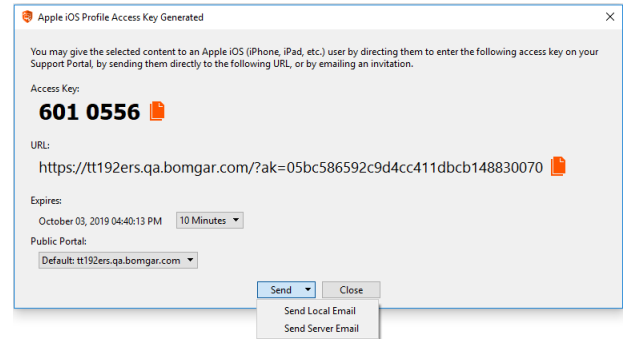 Apple iOS Profile Access Key Generated
You may give the selected content to an Apple iOS (iPhone, iPad, etc.) user by directing them to enter the following access key on your
Support Portal, by sending them directly to the following URL, or by emailing an invitation.
Access Key:
601 0556
URL:
https://tt192ers.qa.bomgar.com/?ak=05bc586592c9d4cc411dbcb148830070
Expires:
October 03, 2019 04:40:13 PM 10 Minutes
Public Portal:
Default: tt192ers.qa.bomgar.com
Send Close
Send Local Email
Send Server Email